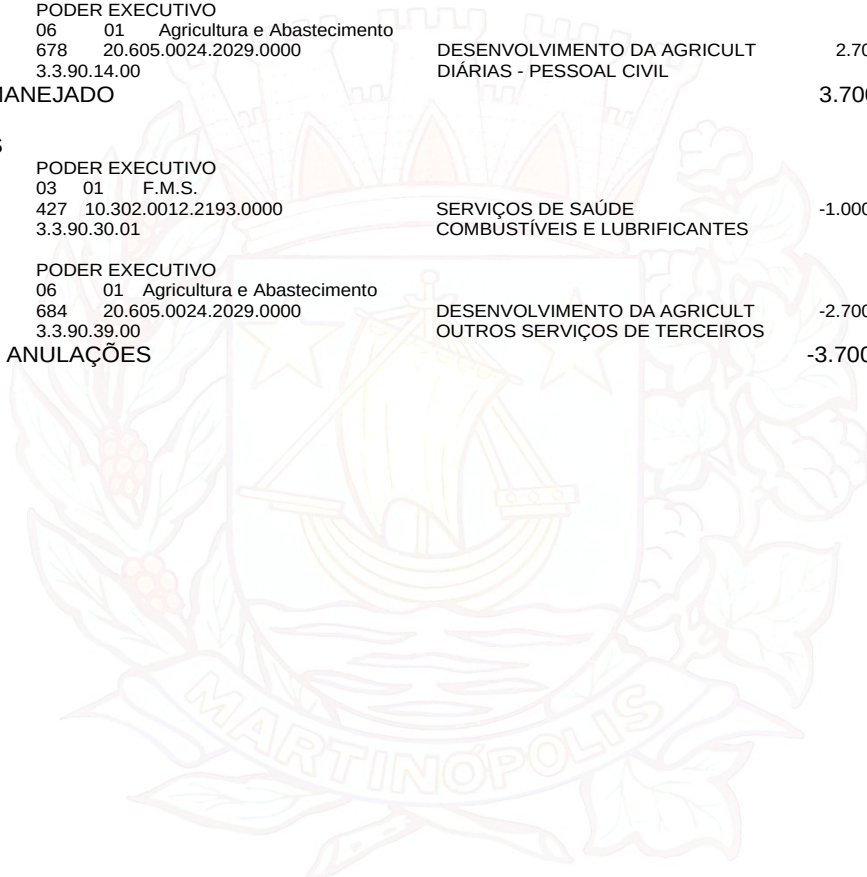 PODER EXECUTIVO
06 01 Agricultura e Abastecimento
678 20.605.0024.2029.0000 DESENVOLVIMENTO DA AGRICULT 2.70
3.3.90.14.00 DIÁRIAS - PESSOAL CIVIL
MANEJADO 3.700
S
PODER EXECUTIVO
03 01 F.M.S.
427 10.302.0012.2193.0000 SERVIÇOS DE SAÚDE -1.000
3.3.90.30.01 COMBUSTÍVEIS E LUBRIFICANTES
PODER EXECUTIVO
06 01 Agricultura e Abastecimento
684 20.605.0024.2029.0000 DESENVOLVIMENTO DA AGRICULT -2.700
3.3.90.39.00 OUTROS SERVIÇOS DE TERCEIROS
ANULAÇÕES -3.700
MARTINÓPOLIS